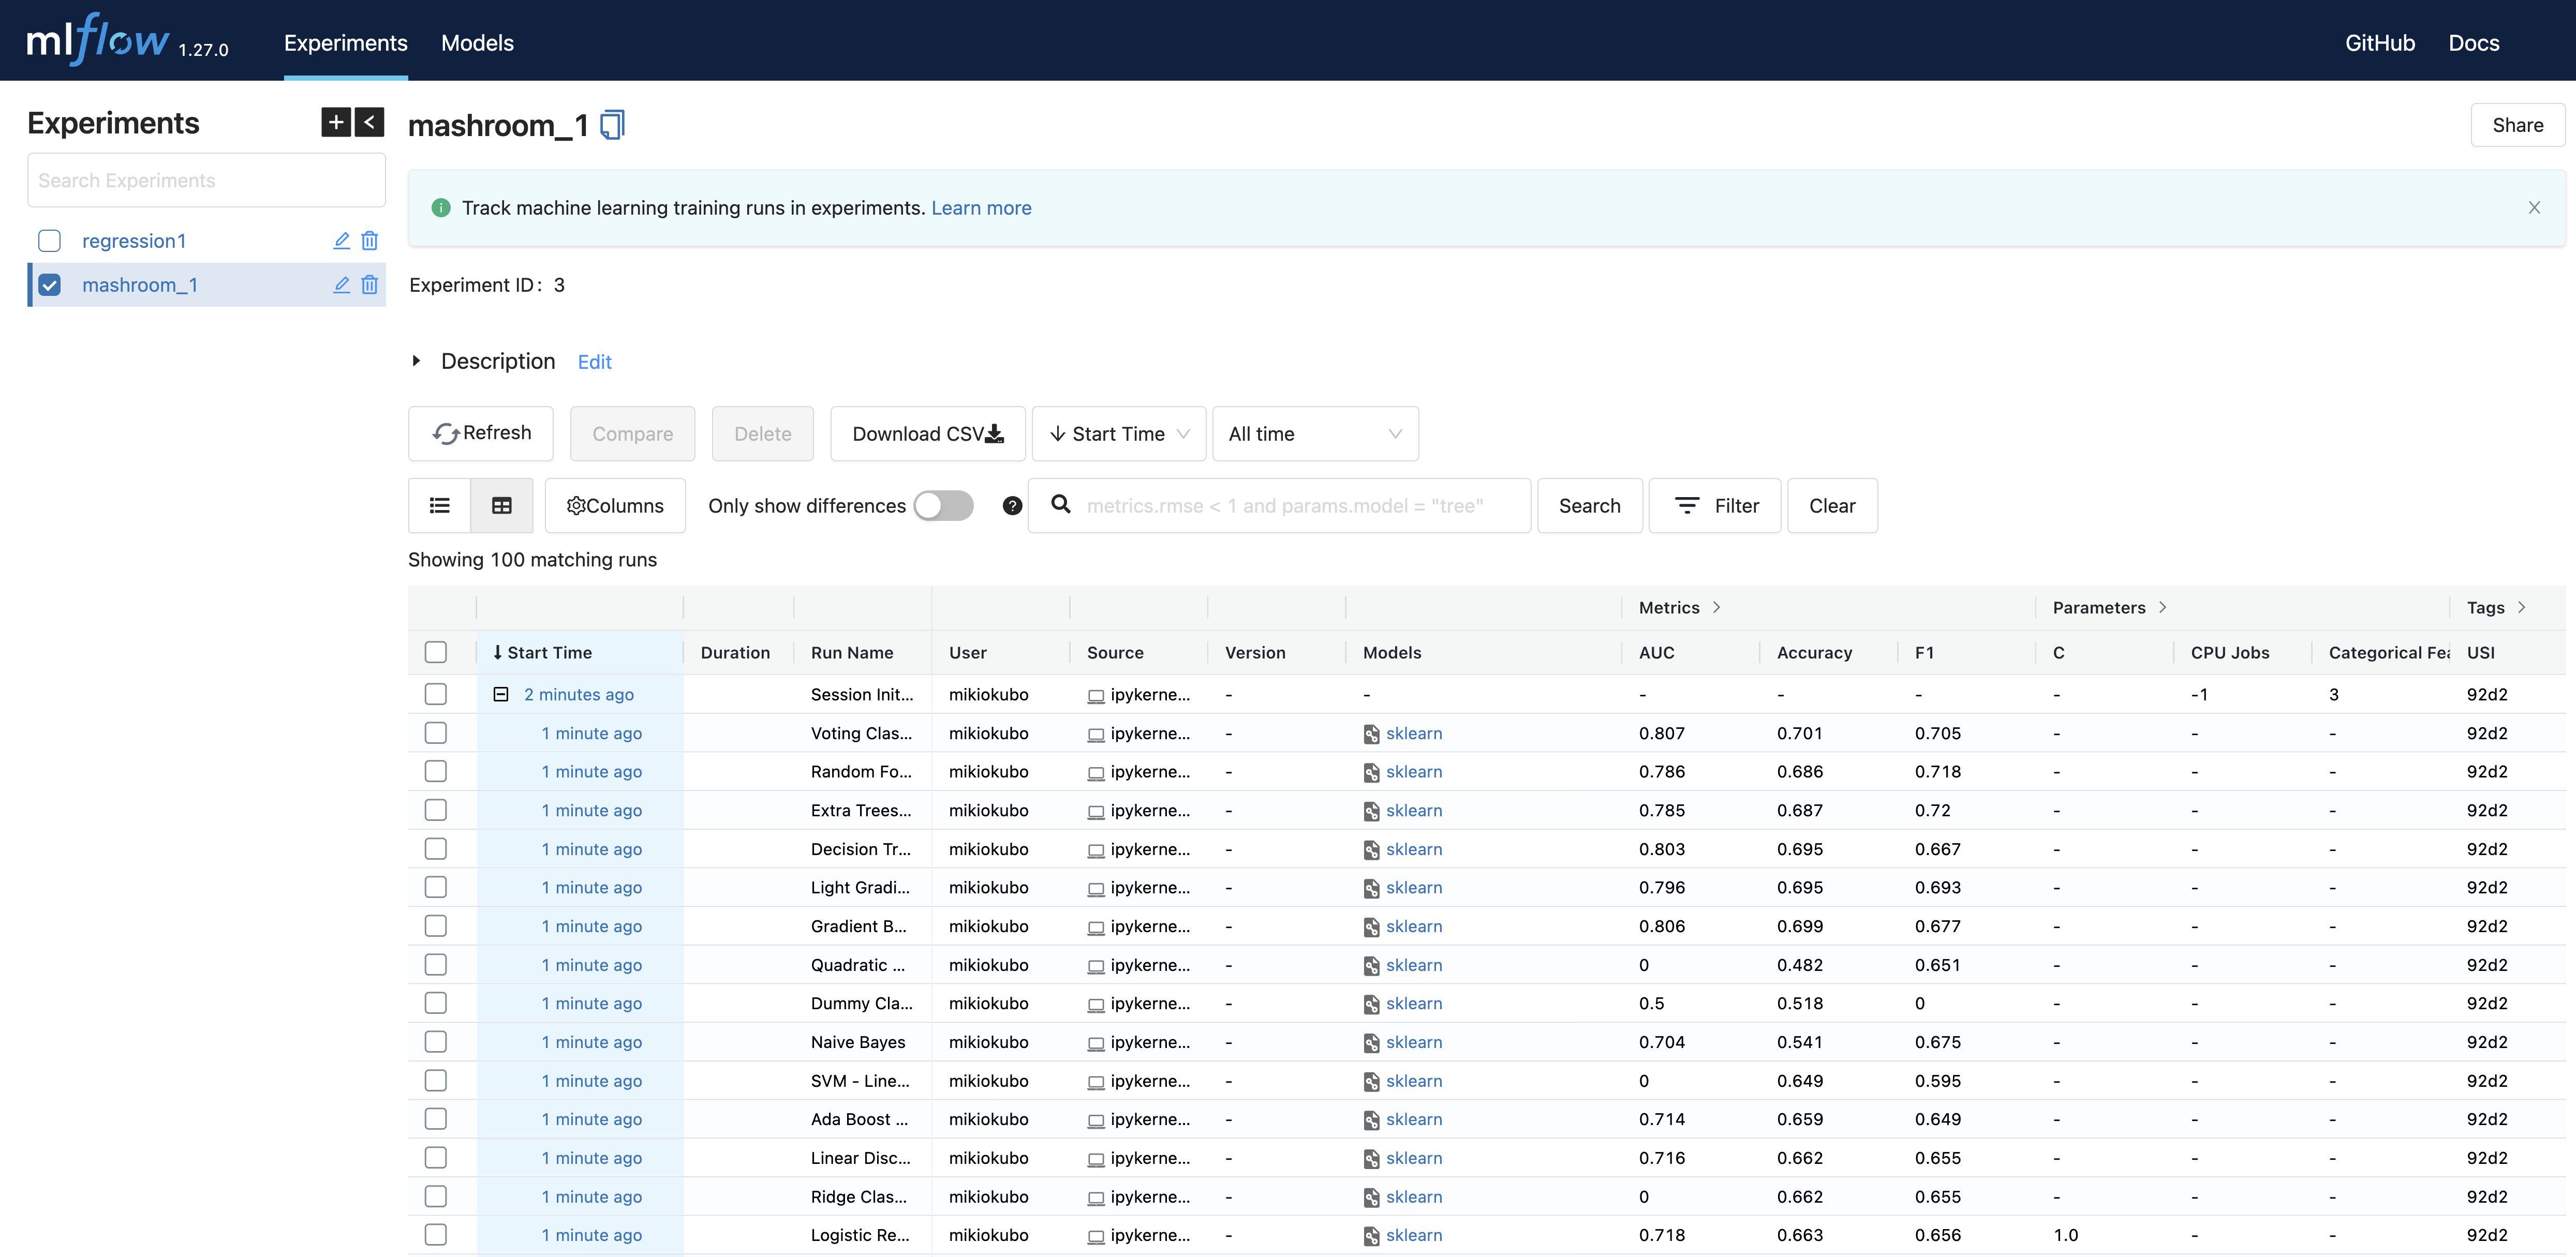 mlflow 1.27.0 Experiments Models GitHub Docs
Experiments + < mashroom_1 Share
Search Experiments
Track machine learning training runs in experiments. Learn more
regression1
mashroom_1
Experiment ID: 3
Description Edit
Refresh Compare Delete Download CSV Start Time All time
Columns Only show differences ? metrics.rmse < 1 and params.model = "tree" Search Filter Clear
Showing 100 matching runs
Metrics > Parameters > Tags >
↓ Start Time Duration Run Name User Source Version Models AUC Accuracy F1 C CPU Jobs Categorical Fea USI
2 minutes ago Session Init... mikiokubo ipykerne... - - - - - - -1 3 92d2
1 minute ago Voting Clas... mikiokubo ipykerne... - sklearn 0.807 0.701 0.705 - - - 92d2
1 minute ago Random Fo... mikiokubo ipykerne... - sklearn 0.786 0.686 0.718 - - - 92d2
1 minute ago Extra Trees... mikiokubo ipykerne... - sklearn 0.785 0.687 0.72 - - - 92d2
1 minute ago Decision Tr... mikiokubo ipykerne... - sklearn 0.803 0.695 0.667 - - - 92d2
1 minute ago Light Gradi... mikiokubo ipykerne... - sklearn 0.796 0.695 0.693 - - - 92d2
1 minute ago Gradient B... mikiokubo ipykerne... - sklearn 0.806 0.699 0.677 - - - 92d2
1 minute ago Quadratic ... mikiokubo ipykerne... - sklearn 0 0.482 0.651 - - - 92d2
1 minute ago Dummy Cla... mikiokubo ipykerne... - sklearn 0.5 0.518 0 - - - 92d2
1 minute ago Naive Bayes mikiokubo ipykerne... - sklearn 0.704 0.541 0.675 - - - 92d2
1 minute ago SVM - Line... mikiokubo ipykerne... - sklearn 0 0.649 0.595 - - - 92d2
1 minute ago Ada Boost ... mikiokubo ipykerne... - sklearn 0.714 0.659 0.649 - - - 92d2
1 minute ago Linear Disc... mikiokubo ipykerne... - sklearn 0.716 0.662 0.655 - - - 92d2
1 minute ago Ridge Clas... mikiokubo ipykerne... - sklearn 0 0.662 0.655 - - - 92d2
1 minute ago Logistic Re... mikiokubo ipykerne... - sklearn 0.718 0.663 0.656 1.0 - - 92d2